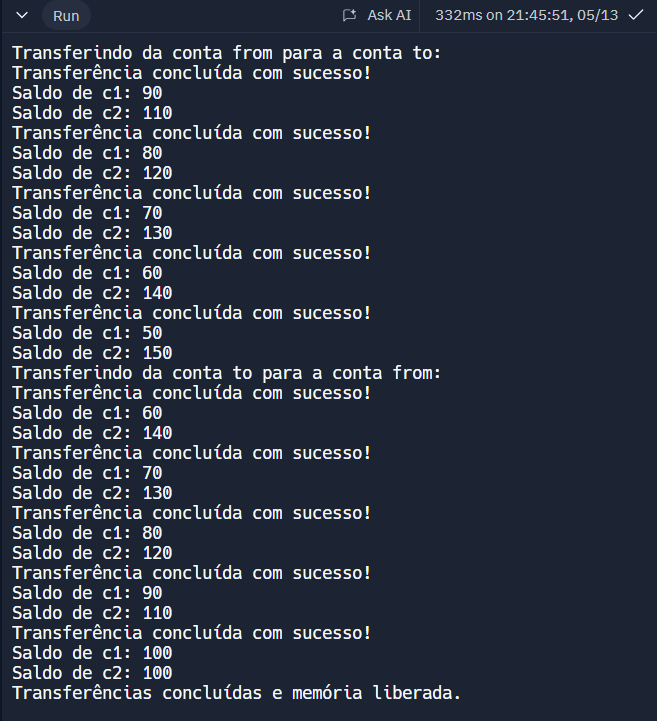 Run Ask AI 332ms on 21:45:51, 05/13
Transferindo da conta from para a conta to:
Transferência concluída com sucesso!
Saldo de c1: 90
Saldo de c2: 110
Transferência concluída com sucesso!
Saldo de c1: 80
Saldo de c2: 120
Transferência concluída com sucesso!
Saldo de c1: 70
Saldo de c2: 130
Transferência concluída com sucesso!
Saldo de c1: 60
Saldo de c2: 140
Transferência concluída com sucesso!
Saldo de c1: 50
Saldo de c2: 150
Transferindo da conta to para a conta from:
Transferência concluída com sucesso!
Saldo de c1: 60
Saldo de c2: 140
Transferência concluída com sucesso!
Saldo de c1: 70
Saldo de c2: 130
Transferência concluída com sucesso!
Saldo de c1: 80
Saldo de c2: 120
Transferência concluída com sucesso!
Saldo de c1: 90
Saldo de c2: 110
Transferência concluída com sucesso!
Saldo de c1: 100
Saldo de c2: 100
Transferências concluídas e memória liberada.